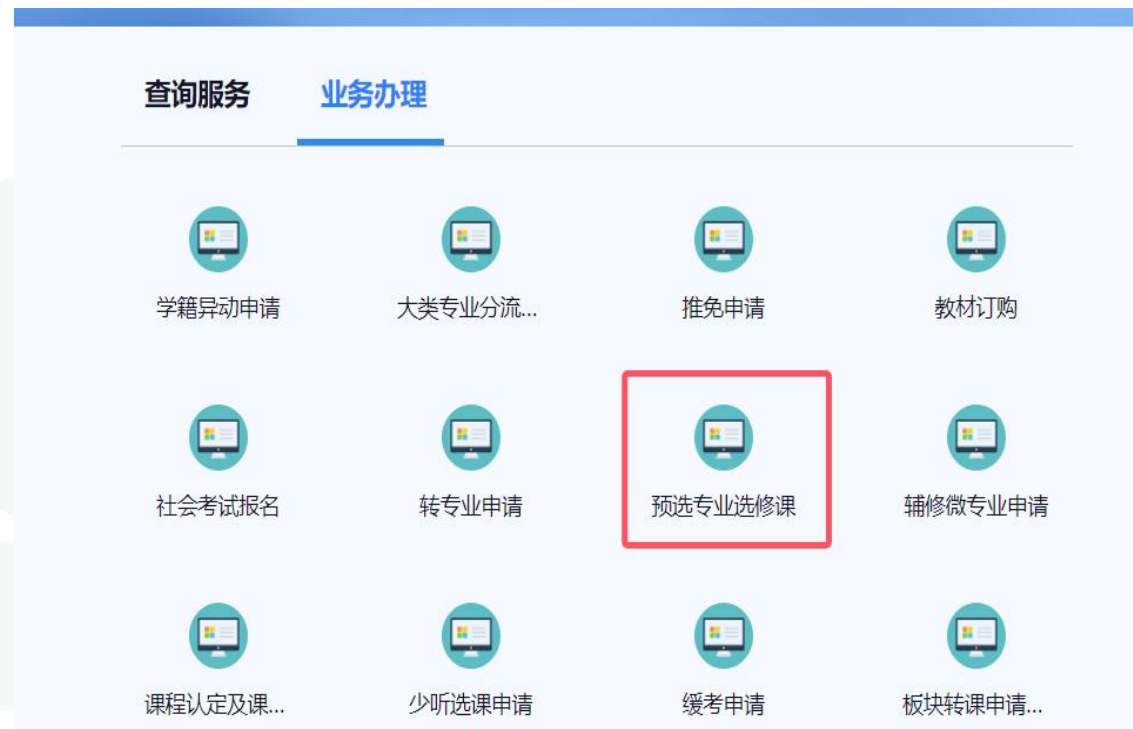 查询服务 业务办理
学籍异动申请 大类专业分流... 推免申请 教材订购
社会考试报名 转专业申请 预选专业选修课 辅修微专业申请
课程认定及课... 少听选课申请 缓考申请 板块转课申请...